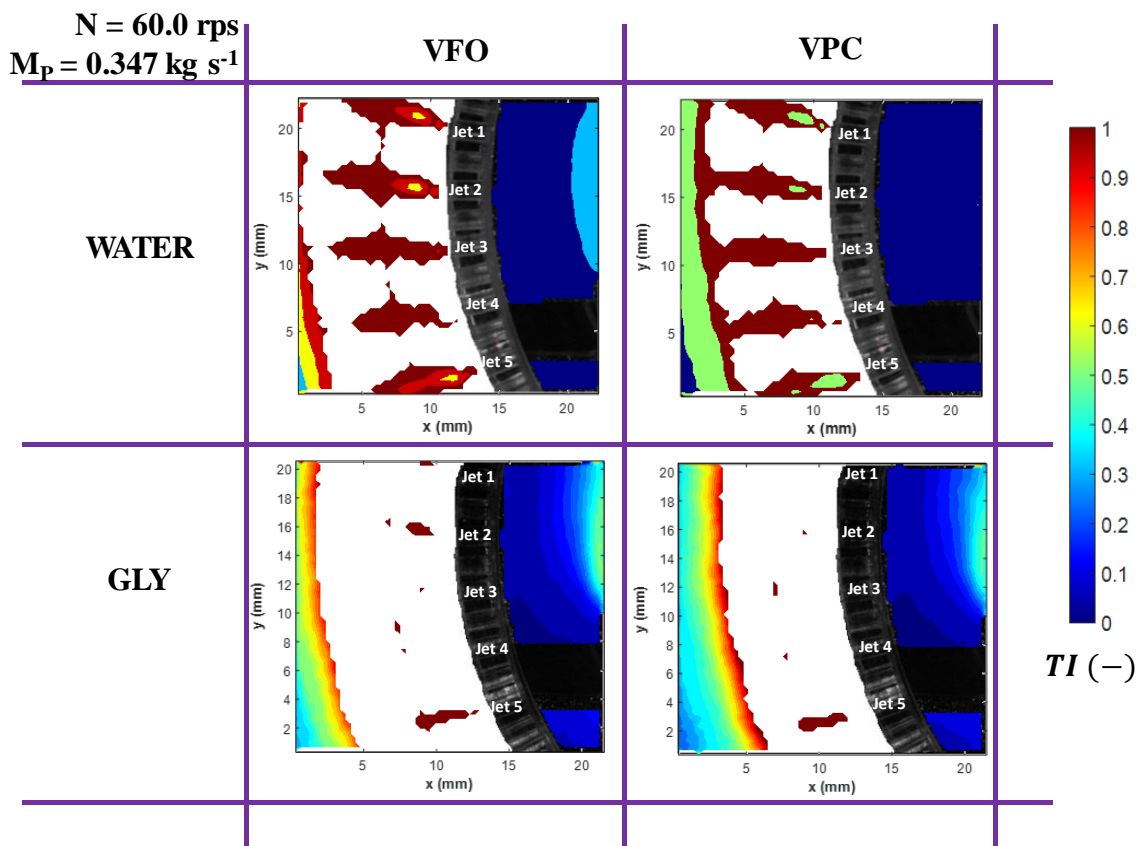 N = 60.0 rps
M_P = 0.347 kg s⁻¹
VFO
VPC
WATER
20
15
10
5
y (mm)
5
10
15
20
x (mm)
Jet 1
Jet 2
Jet 3
Jet 4
Jet 5
20
15
10
5
y (mm)
5
10
15
20
x (mm)
Jet 1
Jet 2
Jet 3
Jet 4
Jet 5
GLY
20
18
16
14
12
10
8
6
4
2
y (mm)
5
10
15
20
x (mm)
Jet 1
Jet 2
Jet 3
Jet 4
Jet 5
20
18
16
14
12
10
8
6
4
2
y (mm)
5
10
15
20
x (mm)
Jet 1
Jet 2
Jet 3
Jet 4
Jet 5
1
0.9
0.8
0.7
0.6
0.5
0.4
0.3
0.2
0.1
0
TI (−)